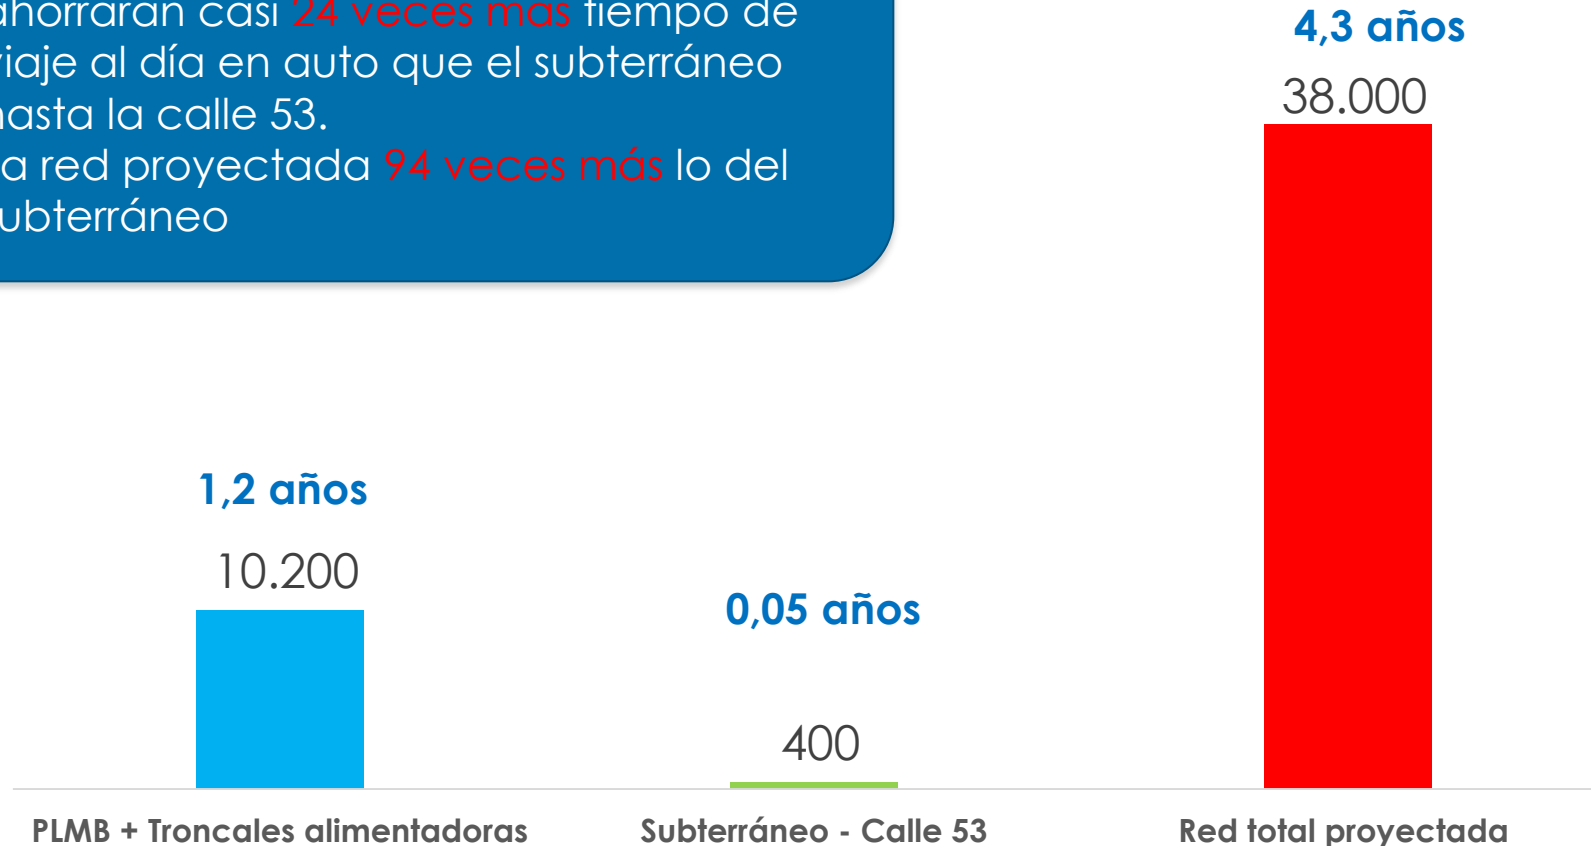 ahorrarán casi 24 veces más tiempo de
viaje al día en auto que el subterráneo
hasta la calle 53.
La red proyectada 94 veces más lo del
subterráneo
4,3 años
38.000
1,2 años
10.200
0,05 años
400
PLMB + Troncales alimentadoras
Subterráneo - Calle 53
Red total proyectada